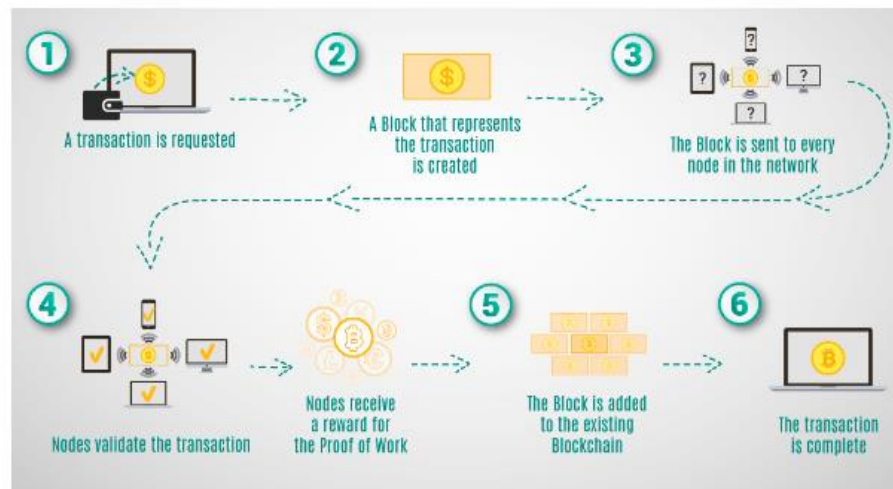 1
A transaction is requested
2
A Block that represents
the transaction
is created
3
The Block is sent to every
node in the network
4
Nodes validate the transaction
Nodes receive
a reward for
the Proof of Work
5
The Block is added
to the existing
Blockchain
6
The transaction
is complete